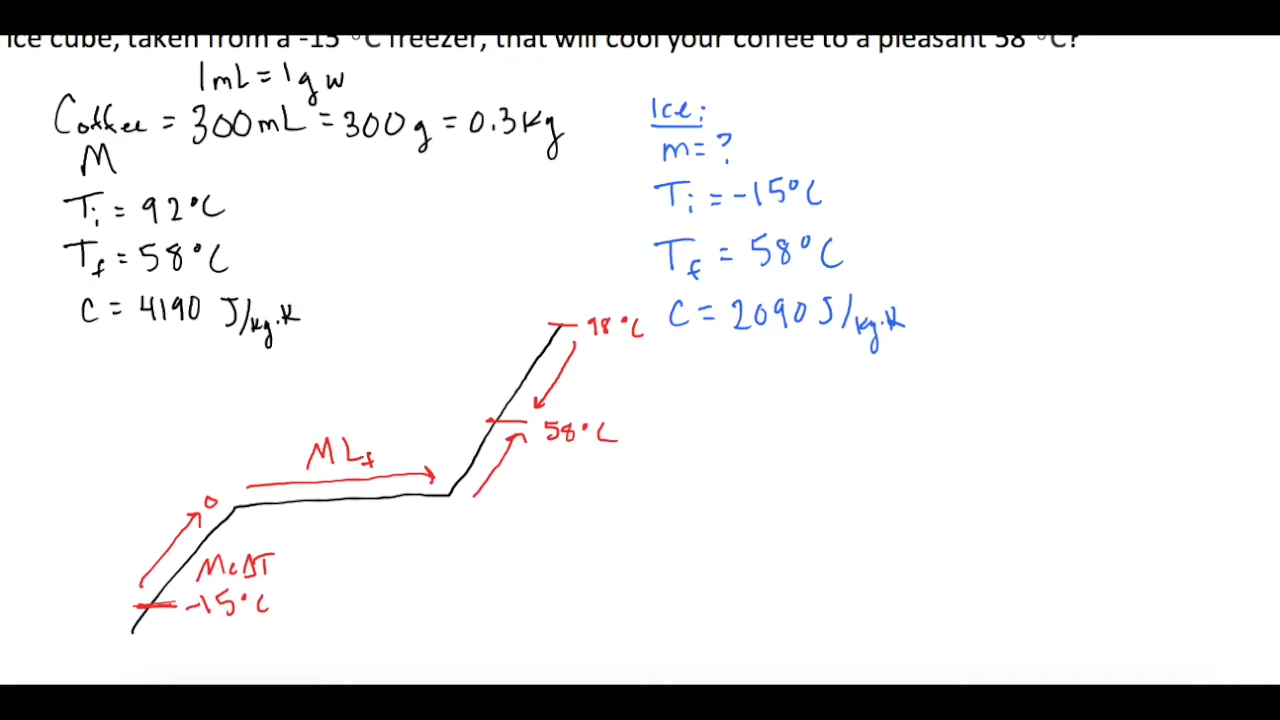 ice cube, taken from a -15 °C freezer, that will cool your coffee to a pleasant 58 °C?
1mL = 1g w
Coffee = 300mL = 300g = 0.3Kg
M
Ti = 92°C
Tf = 58°C
C = 4190 J/kg·K
Ice:
m = ?
Ti = -15°C
Tf = 58°C
C = 2090 J/kg·K
98°C
58°C
MLf
0
McΔT
-15°C